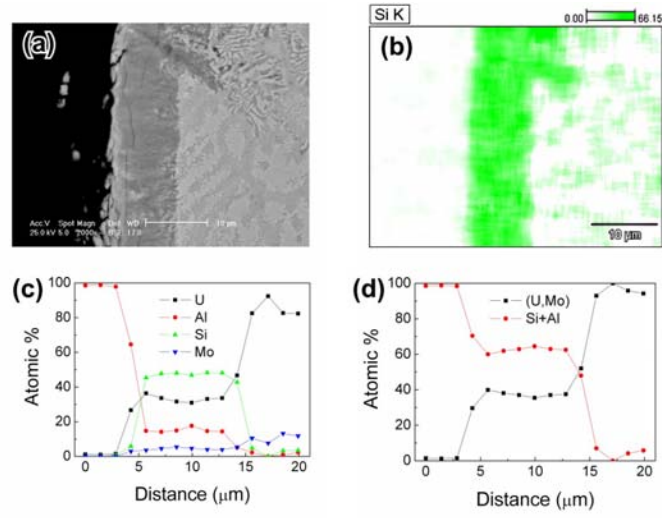 (a)
Acc.V Spot Magn Det WD 10 µm
25.0 kV 5.0 2000x
Si K
0.00 66.15
(b)
10 µm
(c)
100
80
60
40
20
0
Atomic %
U
Al
Si
Mo
0 5 10 15 20
Distance (µm)
(d)
100
80
60
40
20
0
Atomic %
(U,Mo)
Si+Al
0 5 10 15 20
Distance (µm)